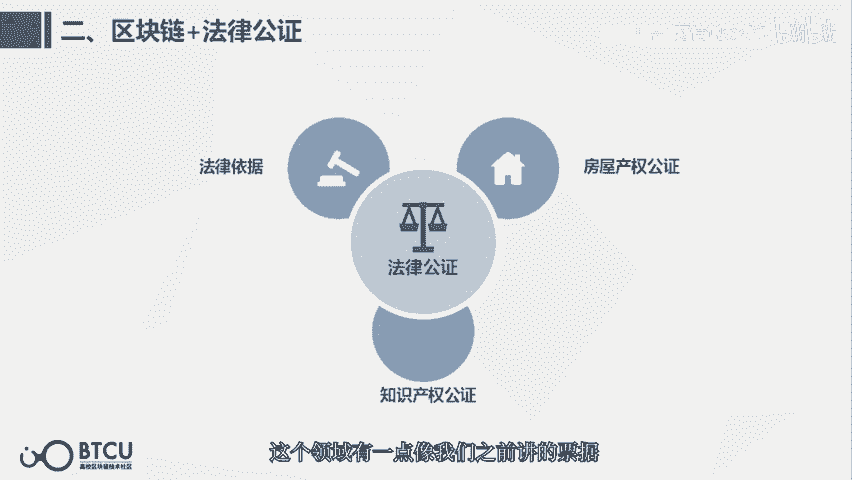 二、区块链+法律公证
法律依据
房屋产权公证
法律公证
知识产权公证
BTCU
高校区块链技术社区
这个领域有一点像我们之前讲的票据